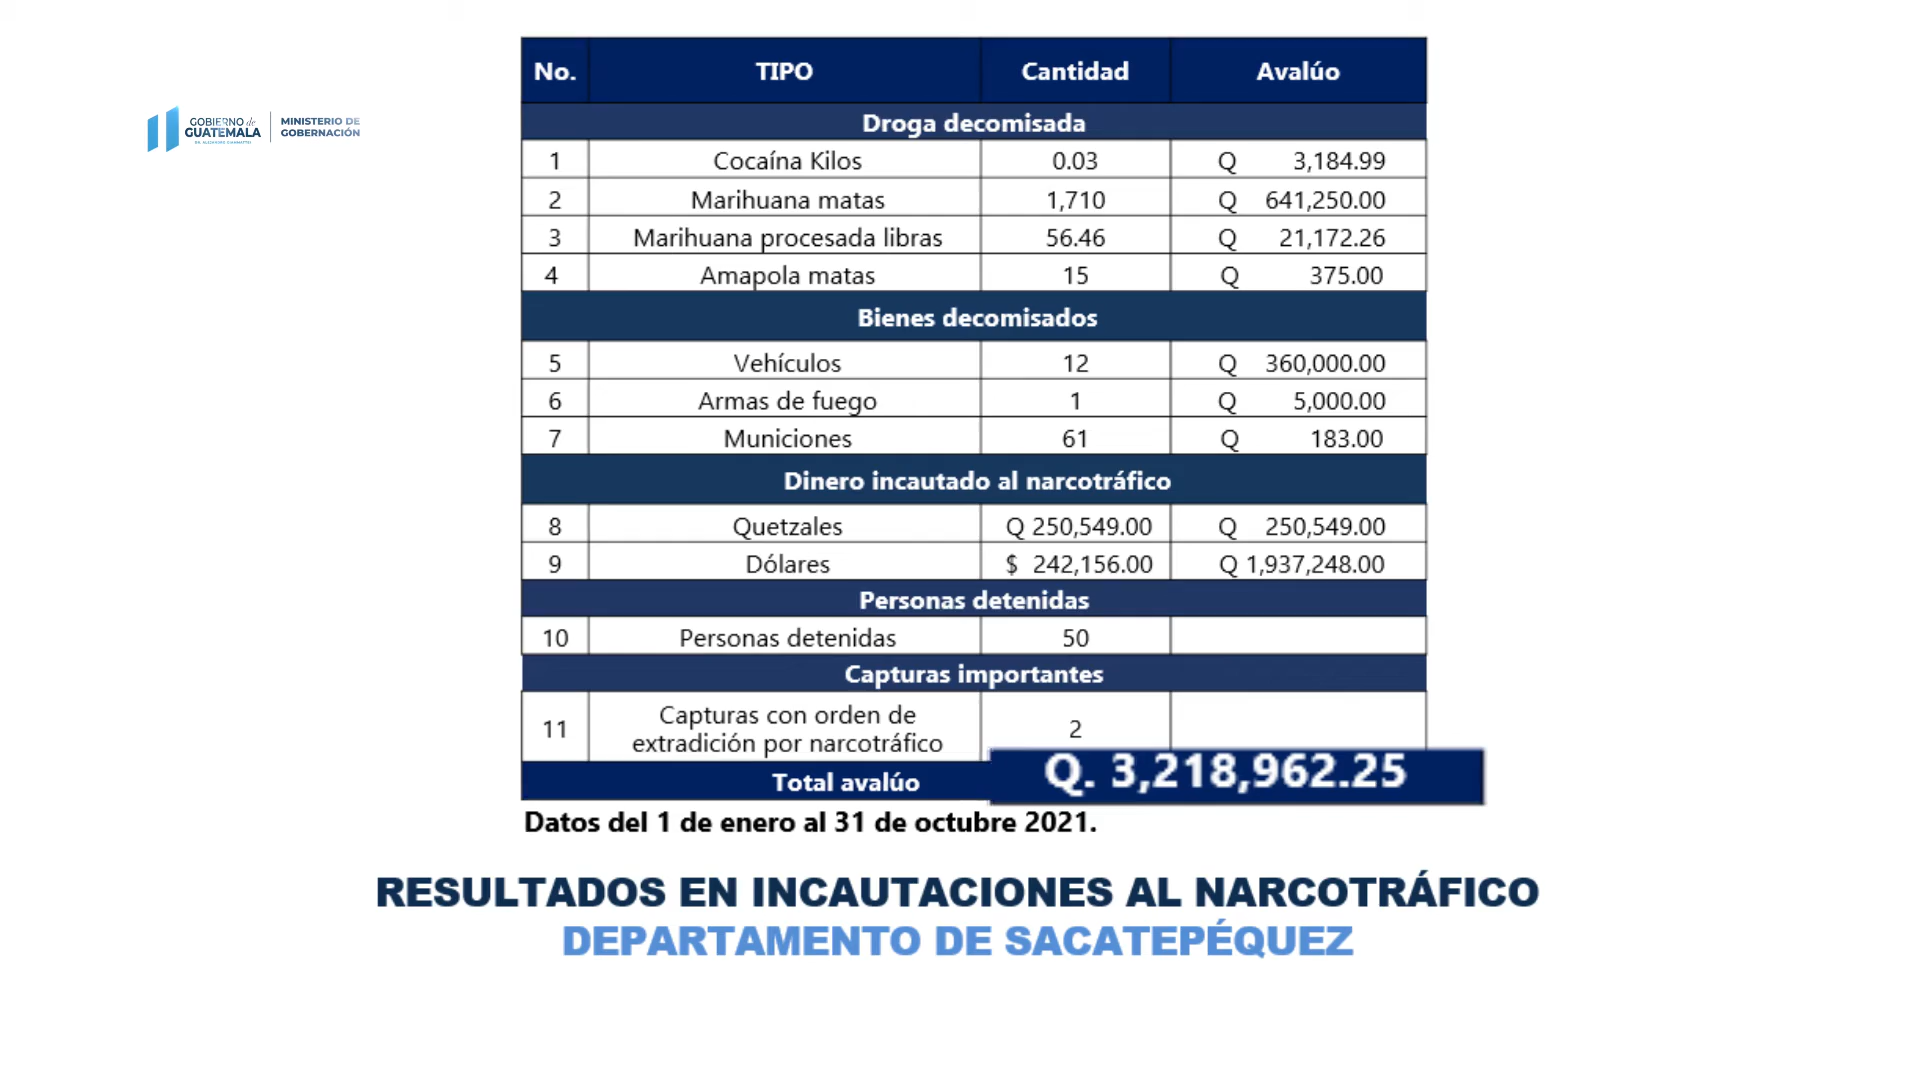 GOBIERNO de
GUATEMALA
DR. ALEJANDRO GIAMMATTEI
MINISTERIO DE
GOBERNACIÓN
No. TIPO Cantidad Avalúo
Droga decomisada
1 Cocaína Kilos 0.03 Q 3,184.99
2 Marihuana matas 1,710 Q 641,250.00
3 Marihuana procesada libras 56.46 Q 21,172.26
4 Amapola matas 15 Q 375.00
Bienes decomisados
5 Vehículos 12 Q 360,000.00
6 Armas de fuego 1 Q 5,000.00
7 Municiones 61 Q 183.00
Dinero incautado al narcotráfico
8 Quetzales Q 250,549.00 Q 250,549.00
9 Dólares $ 242,156.00 Q 1,937,248.00
Personas detenidas
10 Personas detenidas 50
Capturas importantes
11 Capturas con orden de
extradición por narcotráfico 2
Total avalúo Q. 3,218,962.25
Datos del 1 de enero al 31 de octubre 2021.
RESULTADOS EN INCAUTACIONES AL NARCOTRÁFICO
DEPARTAMENTO DE SACATEPÉQUEZ